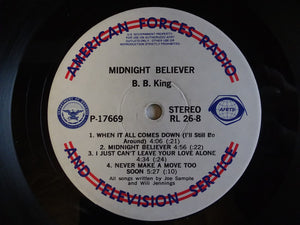 AMERICAN FORCES RADIO
U.S. GOVERNMENT PROPERTY
MIDNIGHT BELIEVER
B. B. King
STEREO
P-17669
RL 26-8
AFRTS
1. WHEN IT ALL COMES DOWN (I'll Still Be
Around) 4:06 (:21)
2. MIDNIGHT BELIEVER 4:56 (:22)
3. I JUST CAN'T LEAVE YOUR LOVE ALONE
4:34 (:24)
4. NEVER MAKE A MOVE TOO
SOON 5:27 (:10)
All songs written by Joe Sample
and Will Jennings
AND TELEVISION SERVICE